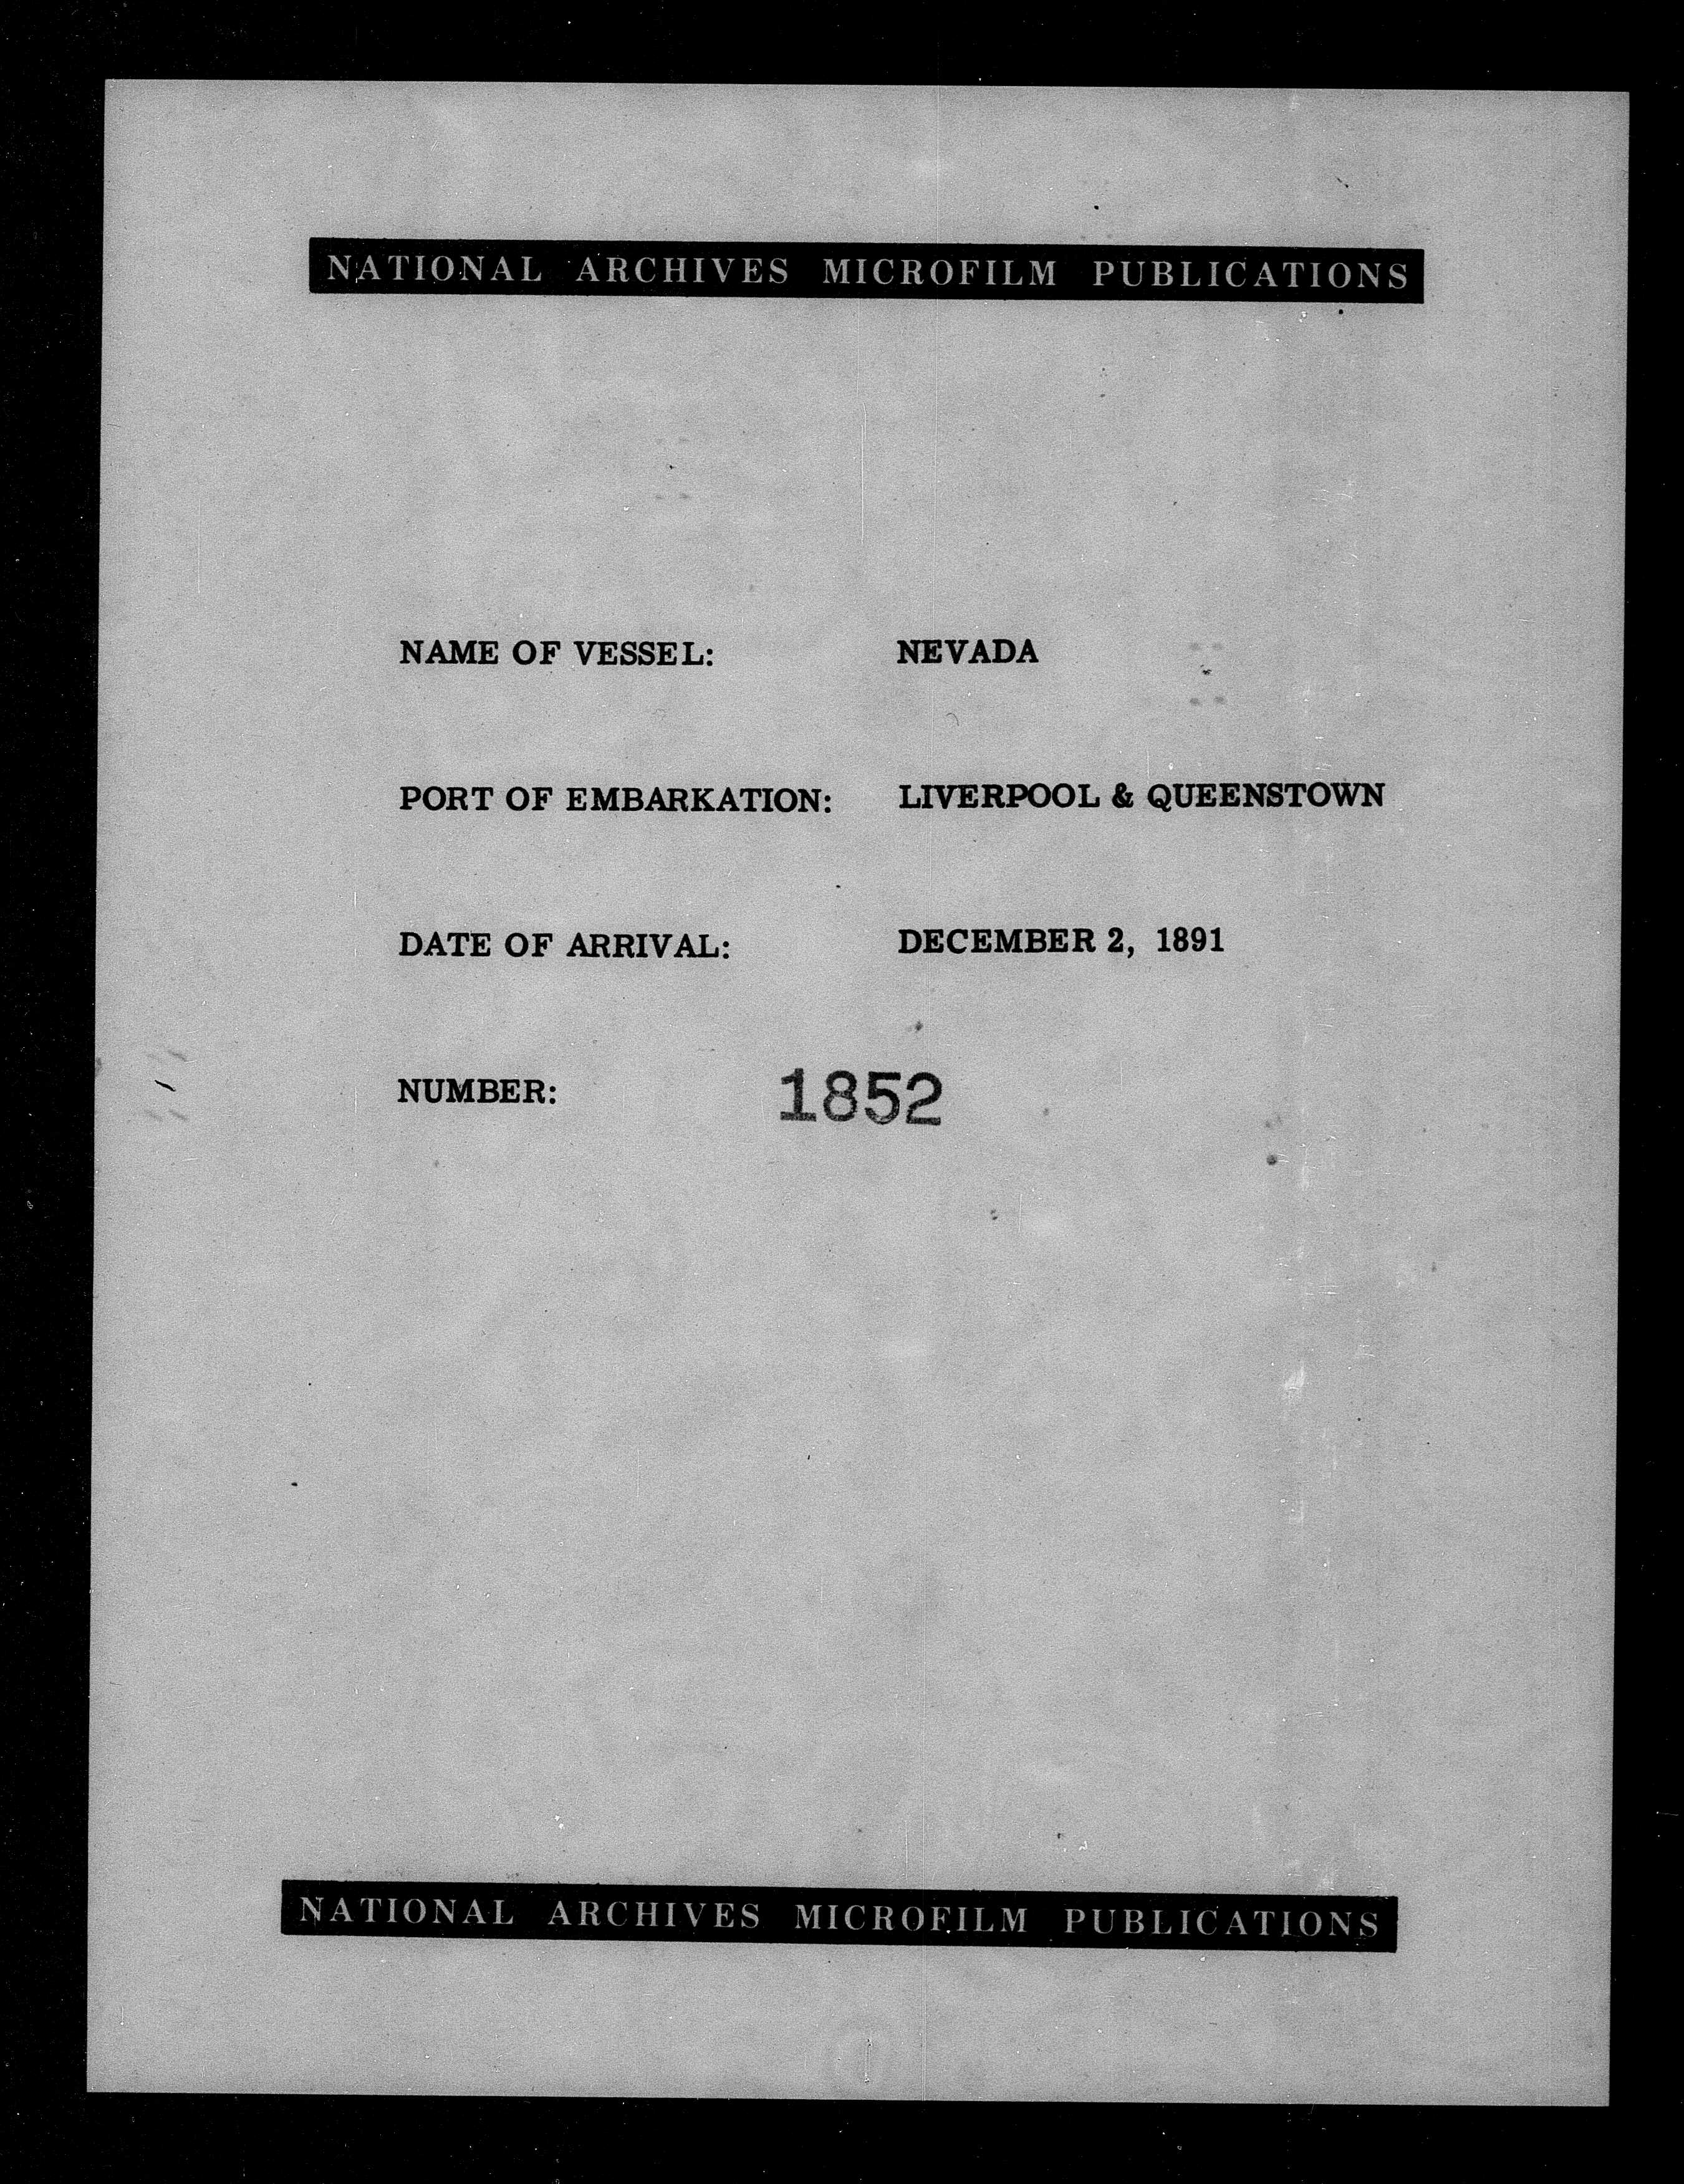 NATIONAL ARCHIVES MICROFILM PUBLICATIONS
NAME OF VESSEL: NEVADA
PORT OF EMBARKATION: LIVERPOOL & QUEENSTOWN
DATE OF ARRIVAL: DECEMBER 2, 1891
NUMBER: 1852
NATIONAL ARCHIVES MICROFILM PUBLICATIONS